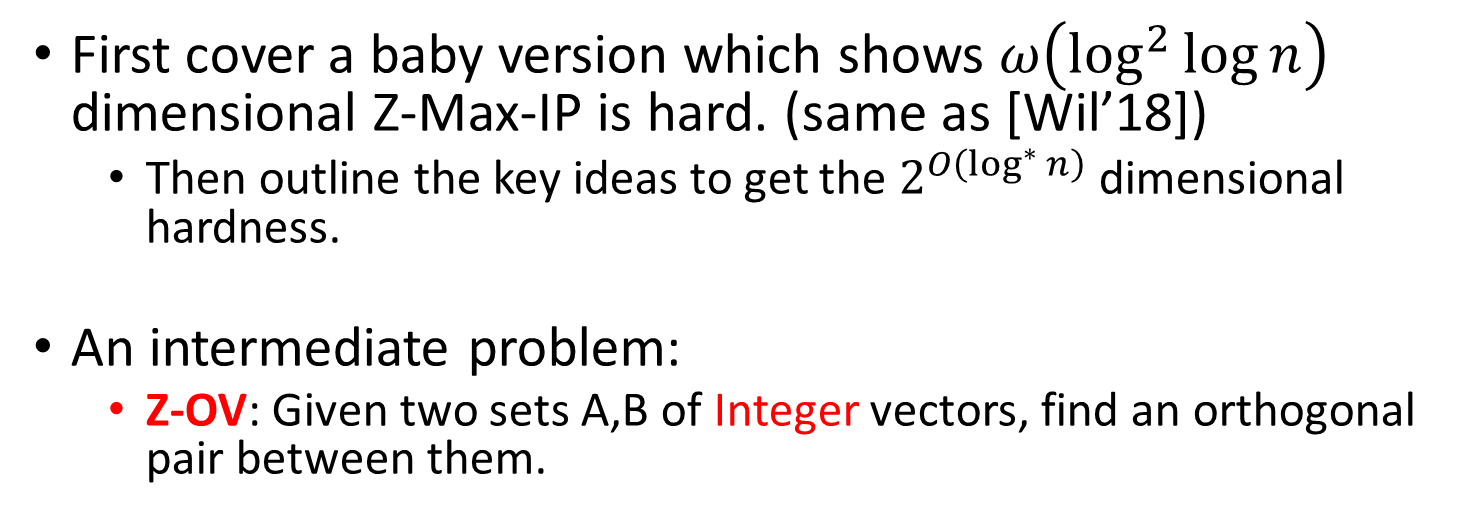 • First cover a baby version which shows ω(log² log n)
dimensional Z-Max-IP is hard. (same as [Wil’18])
• Then outline the key ideas to get the 2^{O(log* n)} dimensional
hardness.
• An intermediate problem:
• Z-OV: Given two sets A,B of Integer vectors, find an orthogonal
pair between them.